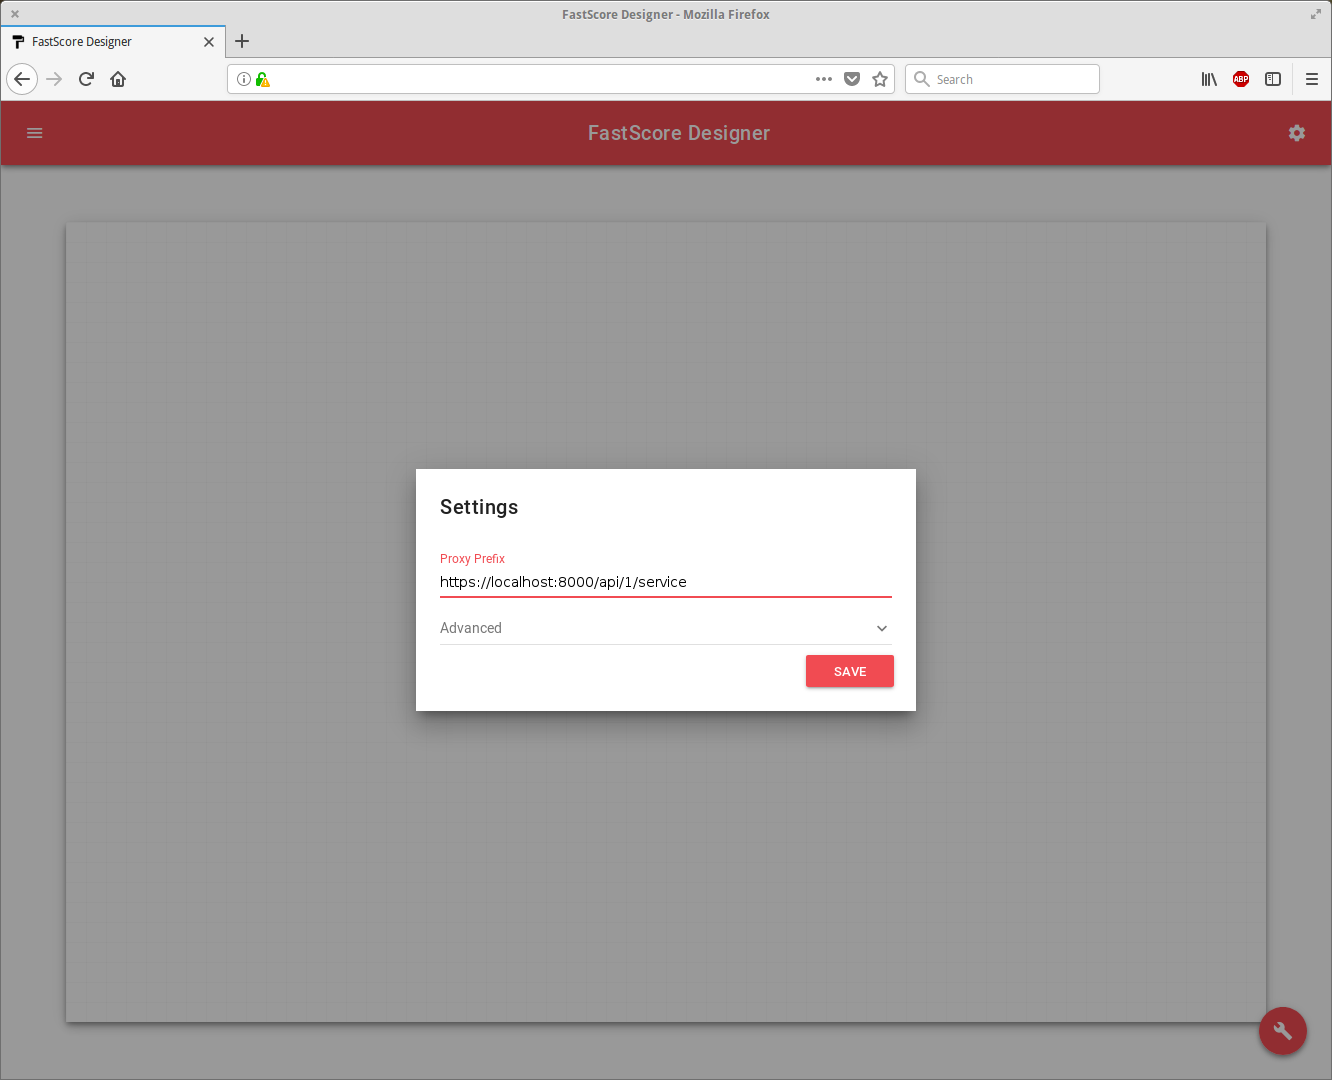 FastScore Designer - Mozilla Firefox
FastScore Designer
Search
ABP
FastScore Designer
Settings
Proxy Prefix
https://localhost:8000/api/1/service
Advanced
SAVE